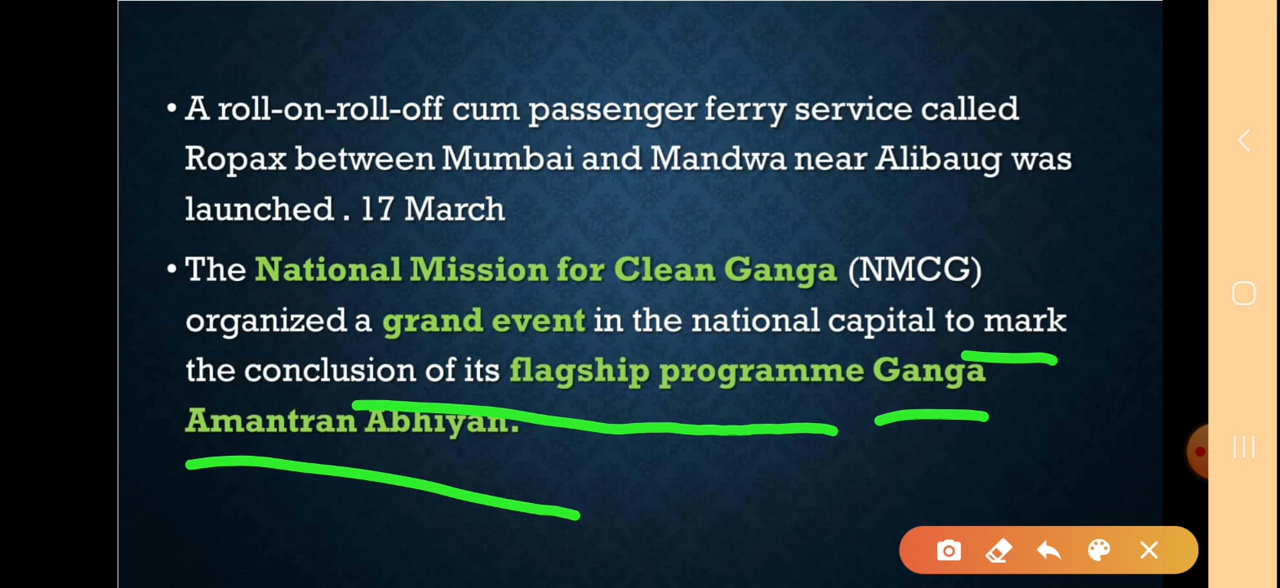 • A roll-on-roll-off cum passenger ferry service called
Ropax between Mumbai and Mandwa near Alibaug was
launched . 17 March
• The National Mission for Clean Ganga (NMCG)
organized a grand event in the national capital to mark
the conclusion of its flagship programme Ganga
Amantran Abhiyan.